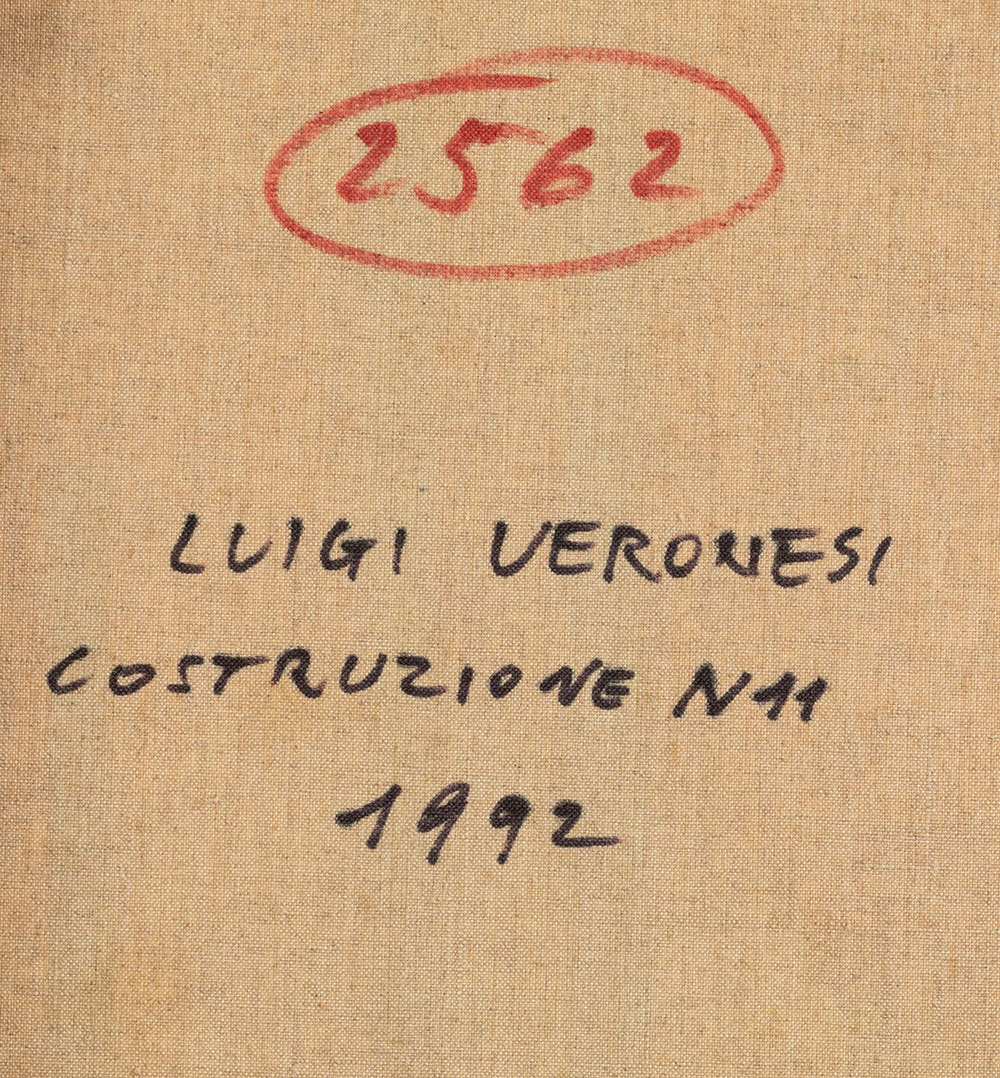 2562
LUIGI VERONESI
COSTRUZIONE N11
1992